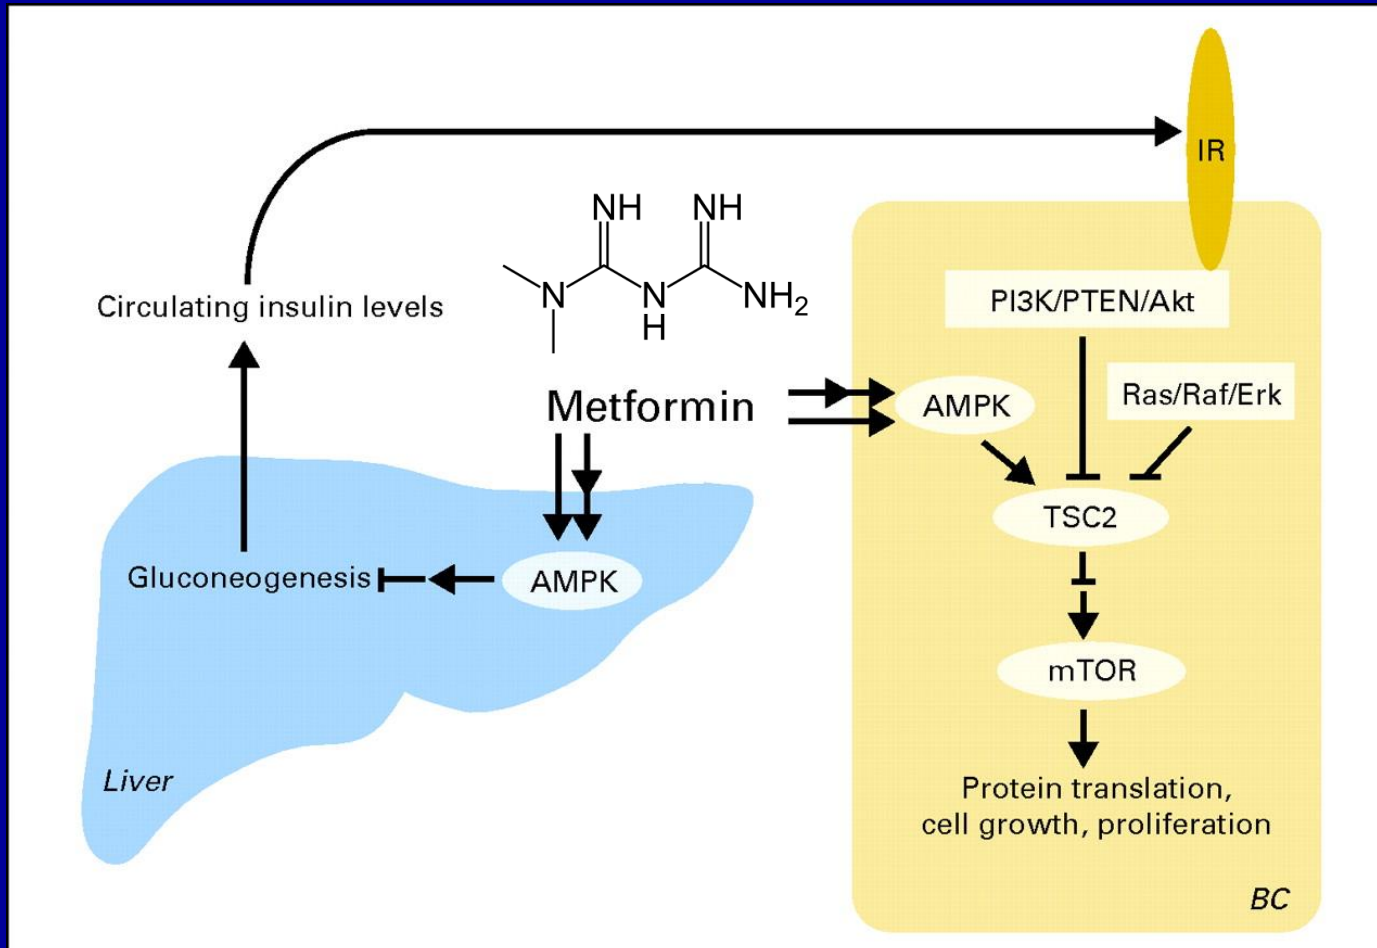 IR
NH
NH
N
N
H
NH2
Circulating insulin levels
Metformin
PI3K/PTEN/Akt
AMPK
Ras/Raf/Erk
TSC2
Gluconeogenesis
AMPK
mTOR
Liver
Protein translation,
cell growth, proliferation
BC